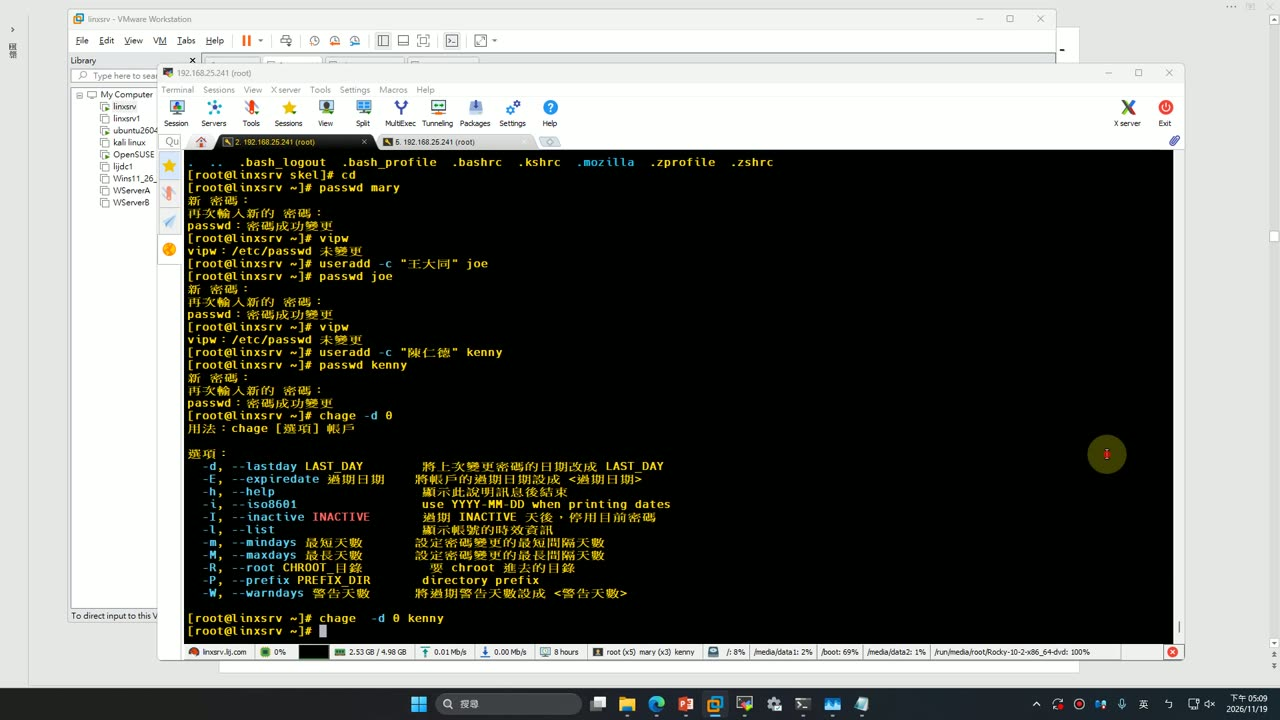 linxsrv - VMware Workstation
File Edit View VM Tabs Help
Library
Type here to sear
My Computer
linxsrv
linxsrv1
ubuntu2604
kali linux
OpenSUSE
lijdc1
Wins11_26_
WServerA
WServerB
To direct input to this V
192.168.25.241 (root)
Terminal Sessions View X server Tools Settings Macros Help
Session Servers Tools Sessions View Split MultiExec Tunneling Packages Settings Help X server Exit
Qu
2. 192.168.25.241 (root)
5. 192.168.25.241 (root)
. .. .bash_logout .bash_profile .bashrc .kshrc .mozilla .zprofile .zshrc
[root@linxsrv skel]# cd
[root@linxsrv ~]# passwd mary
新 密碼：
再次輸入新的 密碼：
passwd：密碼成功變更
[root@linxsrv ~]# vipw
vipw：/etc/passwd 未變更
[root@linxsrv ~]# useradd -c "王大同" joe
[root@linxsrv ~]# passwd joe
新 密碼：
再次輸入新的 密碼：
passwd：密碼成功變更
[root@linxsrv ~]# vipw
vipw：/etc/passwd 未變更
[root@linxsrv ~]# useradd -c "陳仁德" kenny
[root@linxsrv ~]# passwd kenny
新 密碼：
再次輸入新的 密碼：
passwd：密碼成功變更
[root@linxsrv ~]# chage -d 0
用法：chage [選項] 帳戶
選項：
-d, --lastday LAST_DAY 將上次變更密碼的日期改成 LAST_DAY
-E, --expiredate 過期日期 將帳戶的過期日期設成 <過期日期>
-h, --help 顯示此說明訊息後結束
-i, --iso8601 use YYYY-MM-DD when printing dates
-I, --inactive INACTIVE 過期 INACTIVE 天後，停用目前密碼
-l, --list 顯示帳號的時效資訊
-m, --mindays 最短天數 設定密碼變更的最短間隔天數
-M, --maxdays 最長天數 設定密碼變更的最長間隔天數
-R, --root CHROOT_目錄 要 chroot 進去的目錄
-P, --prefix PREFIX_DIR directory prefix
-W, --warndays 警告天數 將過期警告天數設成 <警告天數>
[root@linxsrv ~]# chage  -d 0 kenny
[root@linxsrv ~]#
linxsrv.lij.com 0% 2.53 GB / 4.98 GB 0.01 Mb/s 0.00 Mb/s 8 hours root (x5) mary (x3) kenny /: 8% /media/data1: 2% /boot: 69% /media/data2: 1% /run/media/root/Rocky-10-2-x86_64-dvd: 100%
搜尋
英
下午 05:09
2026/11/19